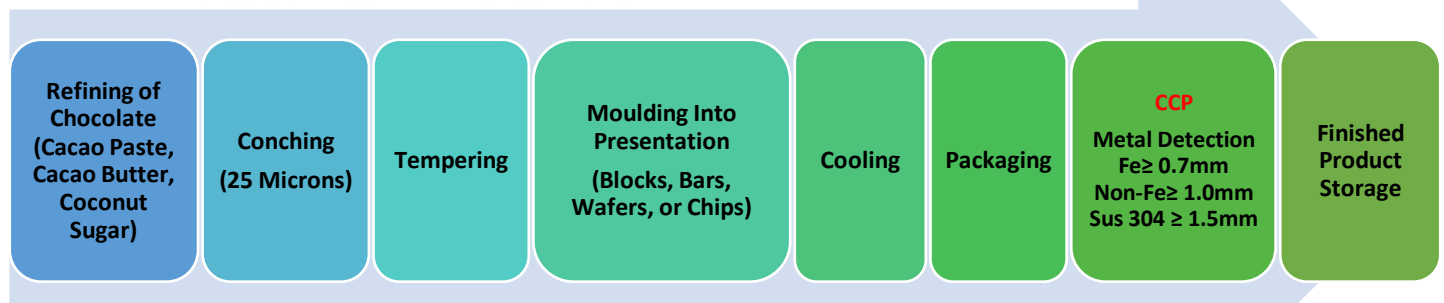 Refining of
Chocolate
(Cacao Paste,
Cacao Butter,
Coconut
Sugar)
Conching
(25 Microns)
Tempering
Moulding Into
Presentation
(Blocks, Bars,
Wafers, or Chips)
Cooling
Packaging
CCP
Metal Detection
Fe≥ 0.7mm
Non-Fe≥ 1.0mm
Sus 304 ≥ 1.5mm
Finished
Product
Storage